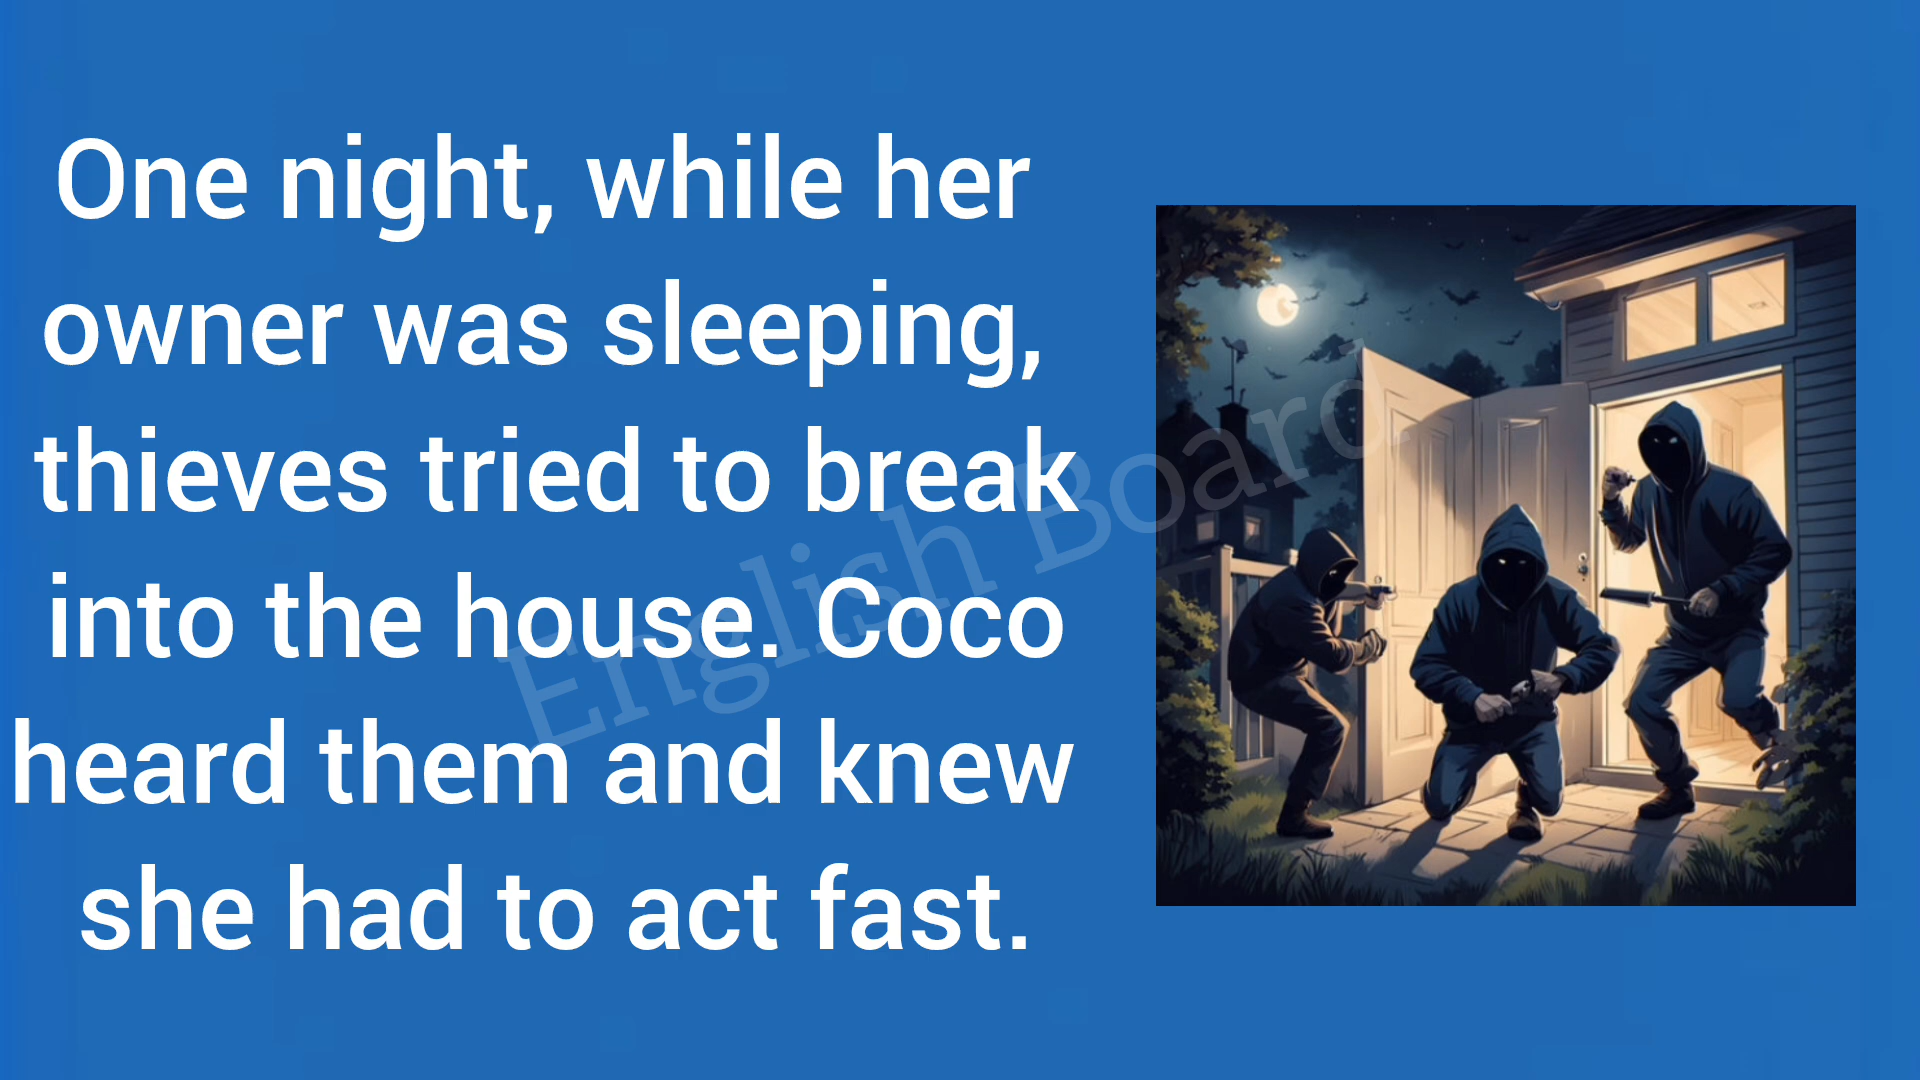 One night, while her
owner was sleeping,
thieves tried to break
into the house. Coco
heard them and knew
she had to act fast.
English Board